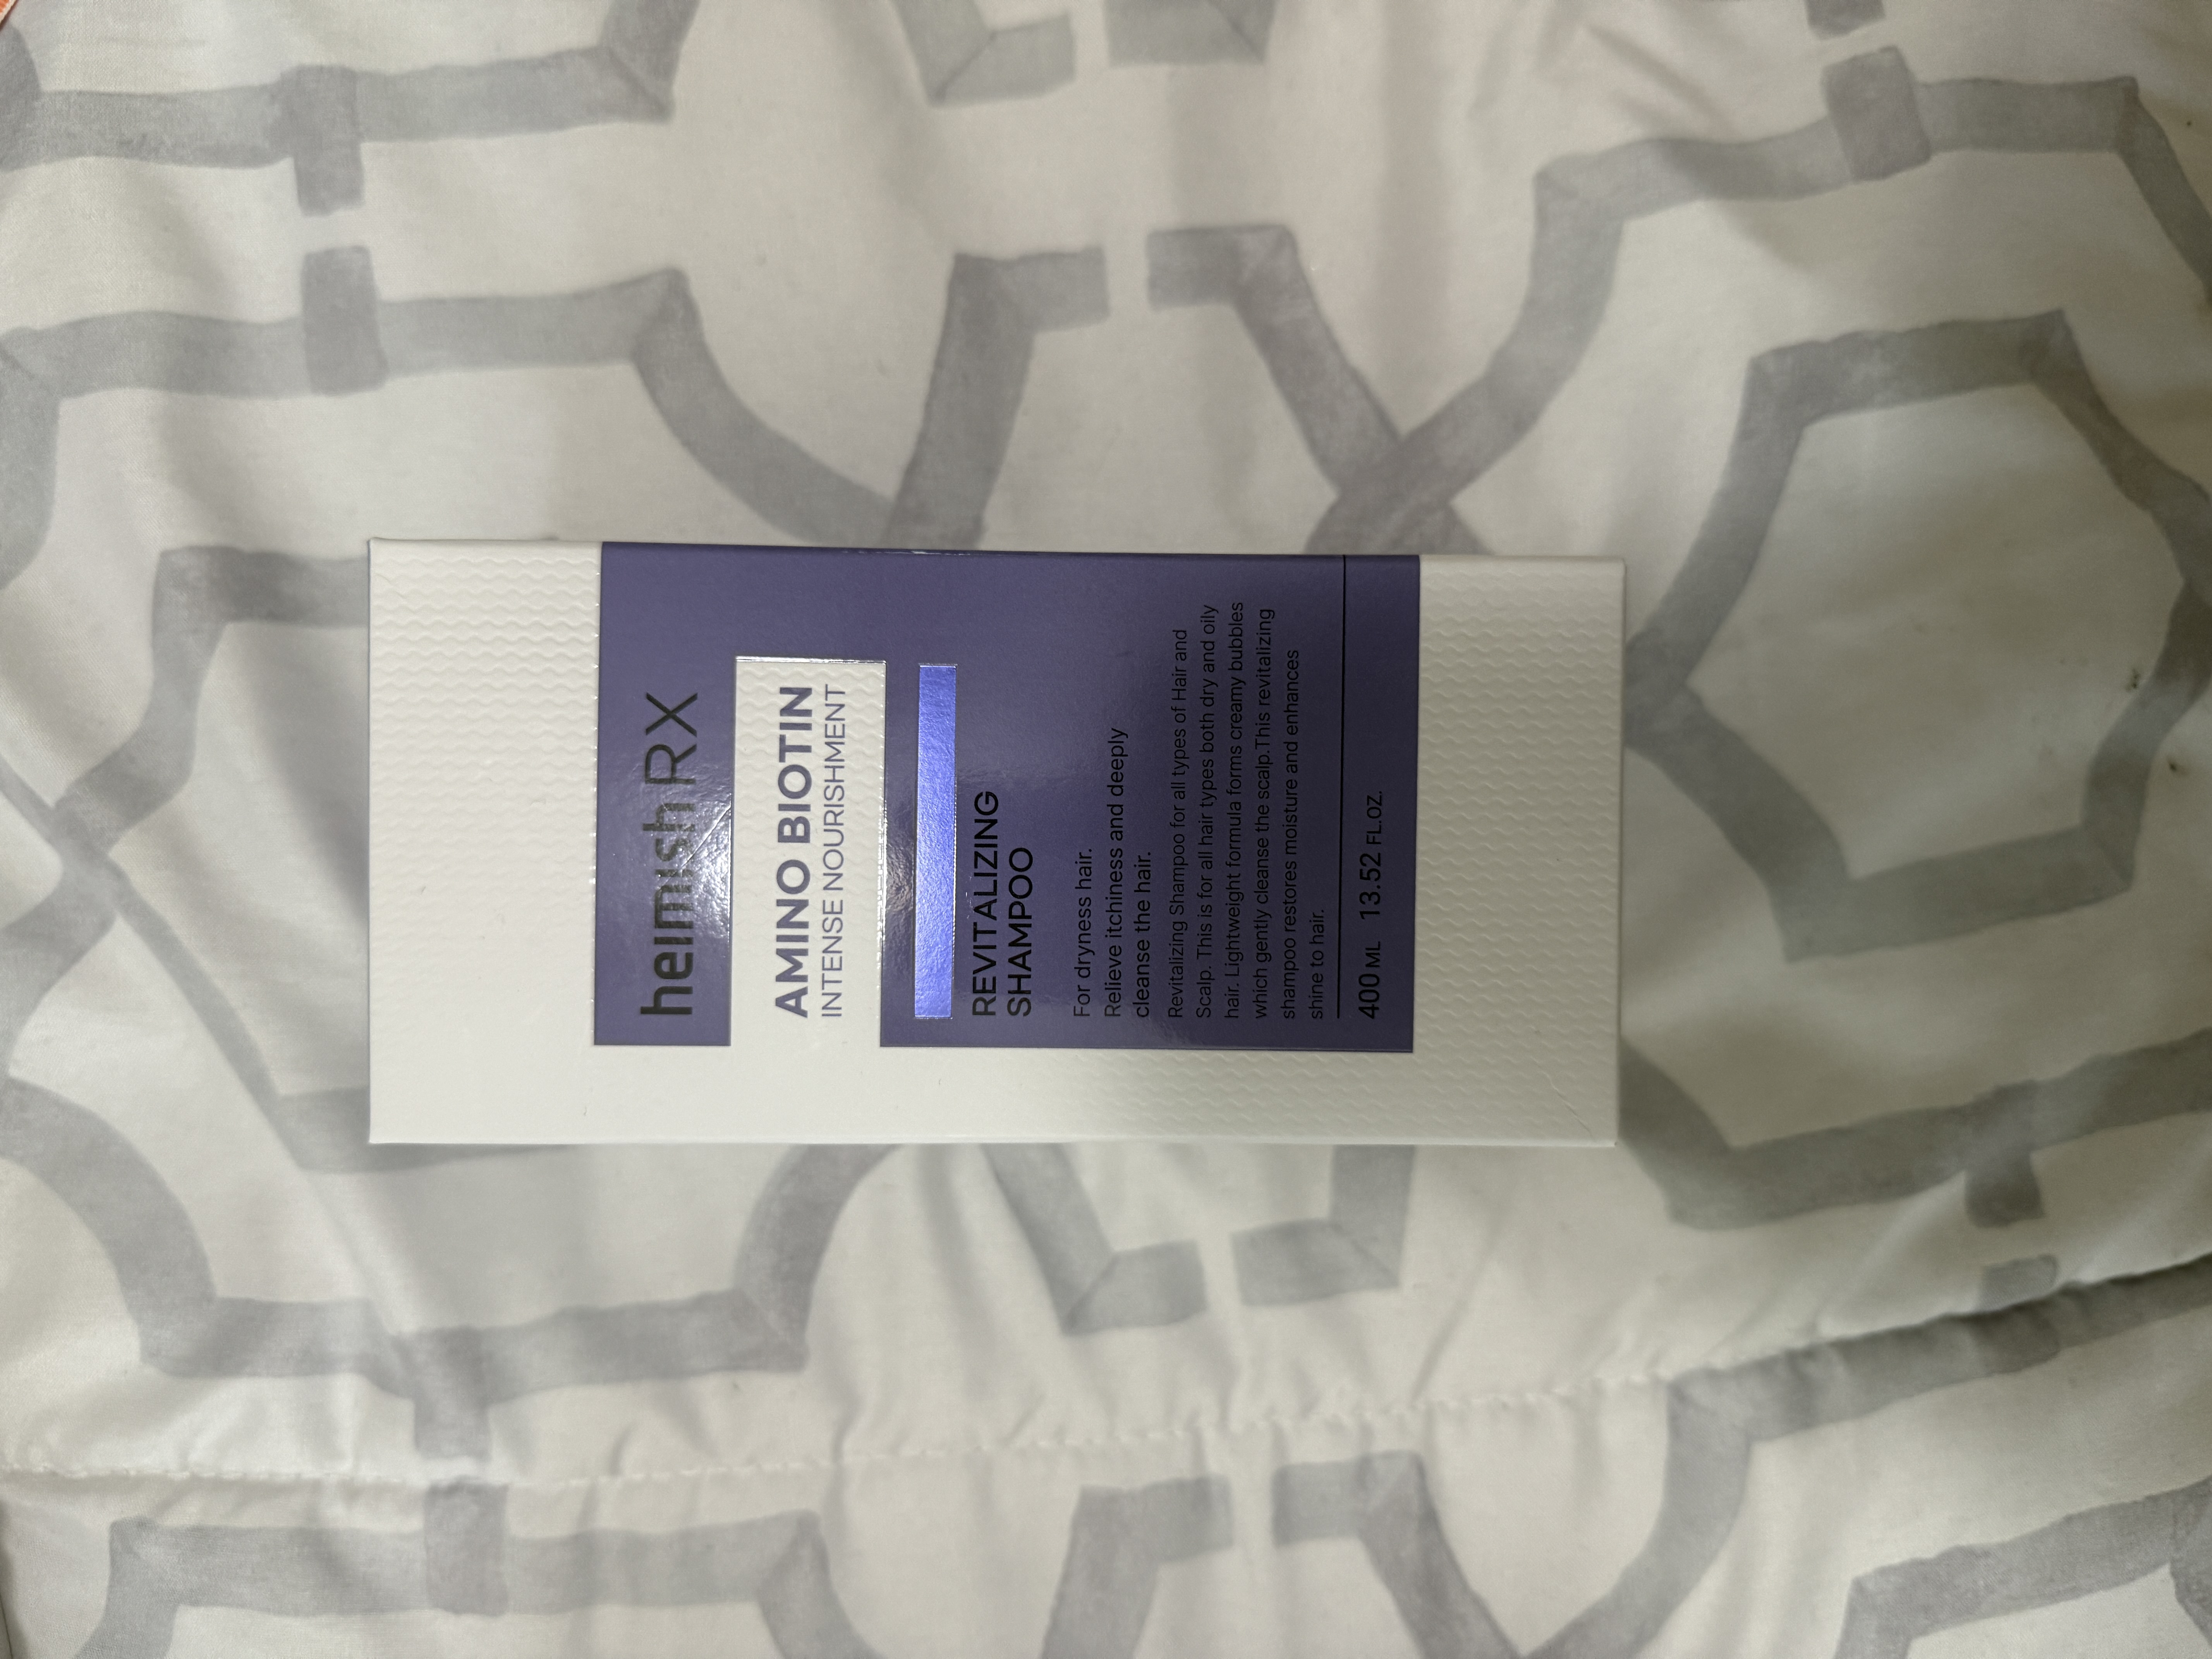 heimish RX
AMINO BIOTIN
INTENSE NOURISHMENT
REVITALIZING
SHAMPOO
For dryness hair.
Relieve itchiness and deeply
cleanse the hair.
Revitalizing Shampoo for all types of Hair and
Scalp. This is for all hair types both dry and oily
hair. Lightweight formula forms creamy bubbles
which gently cleanse the scalp.This revitalizing
shampoo restores moisture and enhances
shine to hair.
400 ML 13.52 FL.OZ.